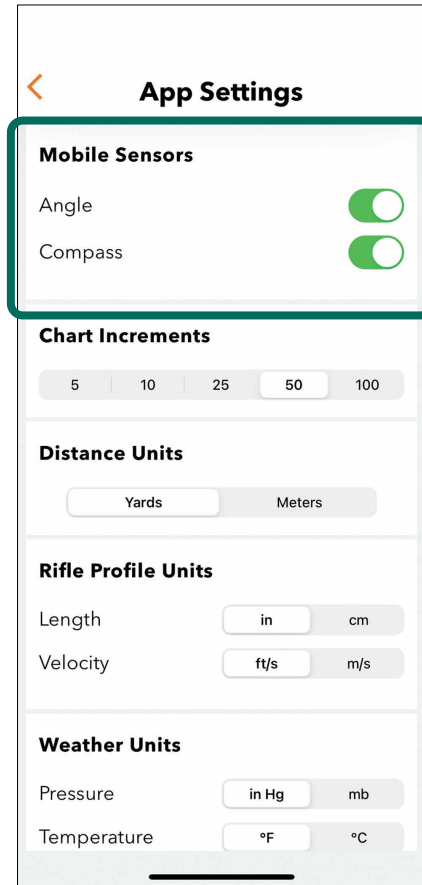 App Settings
Mobile Sensors
Angle
Compass
Chart Increments
5 10 25 50 100
Distance Units
Yards Meters
Rifle Profile Units
Length in cm
Velocity ft/s m/s
Weather Units
Pressure in Hg mb
Temperature °F °C